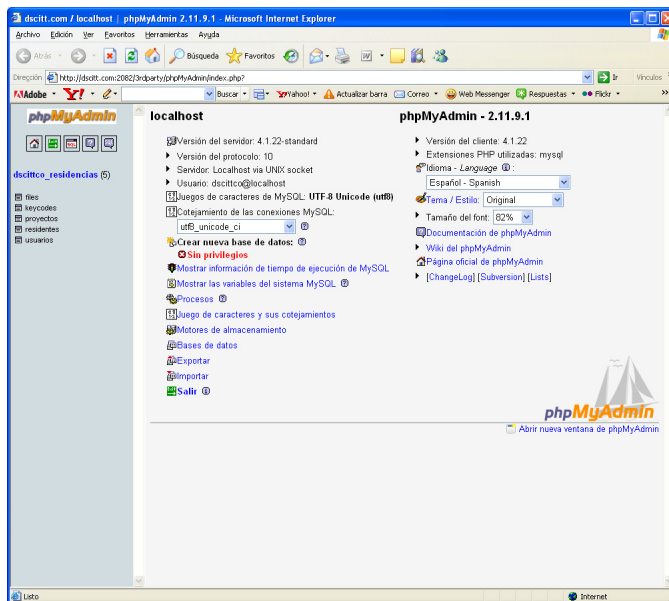 dscitt.com / localhost | phpMyAdmin 2.11.9.1 - Microsoft Internet Explorer
Archivo Edición Ver Favoritos Herramientas Ayuda
Atrás Búsqueda Favoritos
Dirección http://dscitt.com:2082/3rdparty/phpMyAdmin/index.php? Ir Vínculos
Adobe Y! Buscar Yahoo! Actualizar barra Correo Web Messenger Respuestas Flickr
phpMyAdmin
dscittco_residencias (5)
files
keycodes
proyectos
residentes
usuarios
localhost
Versión del servidor: 4.1.22-standard
Versión del protocolo: 10
Servidor: Localhost via UNIX socket
Usuario: dscittco@localhost
Juegos de caracteres de MySQL: UTF-8 Unicode (utf8)
Cotejamiento de las conexiones MySQL:
utf8_unicode_ci
Crear nueva base de datos:
Sin privilegios
Mostrar información de tiempo de ejecución de MySQL
Mostrar las variables del sistema MySQL
Procesos
Juego de caracteres y sus cotejamientos
Motores de almacenamiento
Bases de datos
Exportar
Importar
Salir
phpMyAdmin - 2.11.9.1
Versión del cliente: 4.1.22
Extensiones PHP utilizadas: mysql
Idioma - Language :
Español - Spanish
Tema / Estilo: Original
Tamaño del font: 82%
Documentación de phpMyAdmin
Wiki del phpMyAdmin
Página oficial de phpMyAdmin
[ChangeLog] [Subversion] [Lists]
phpMyAdmin
Abrir nueva ventana de phpMyAdmin
Listo Internet